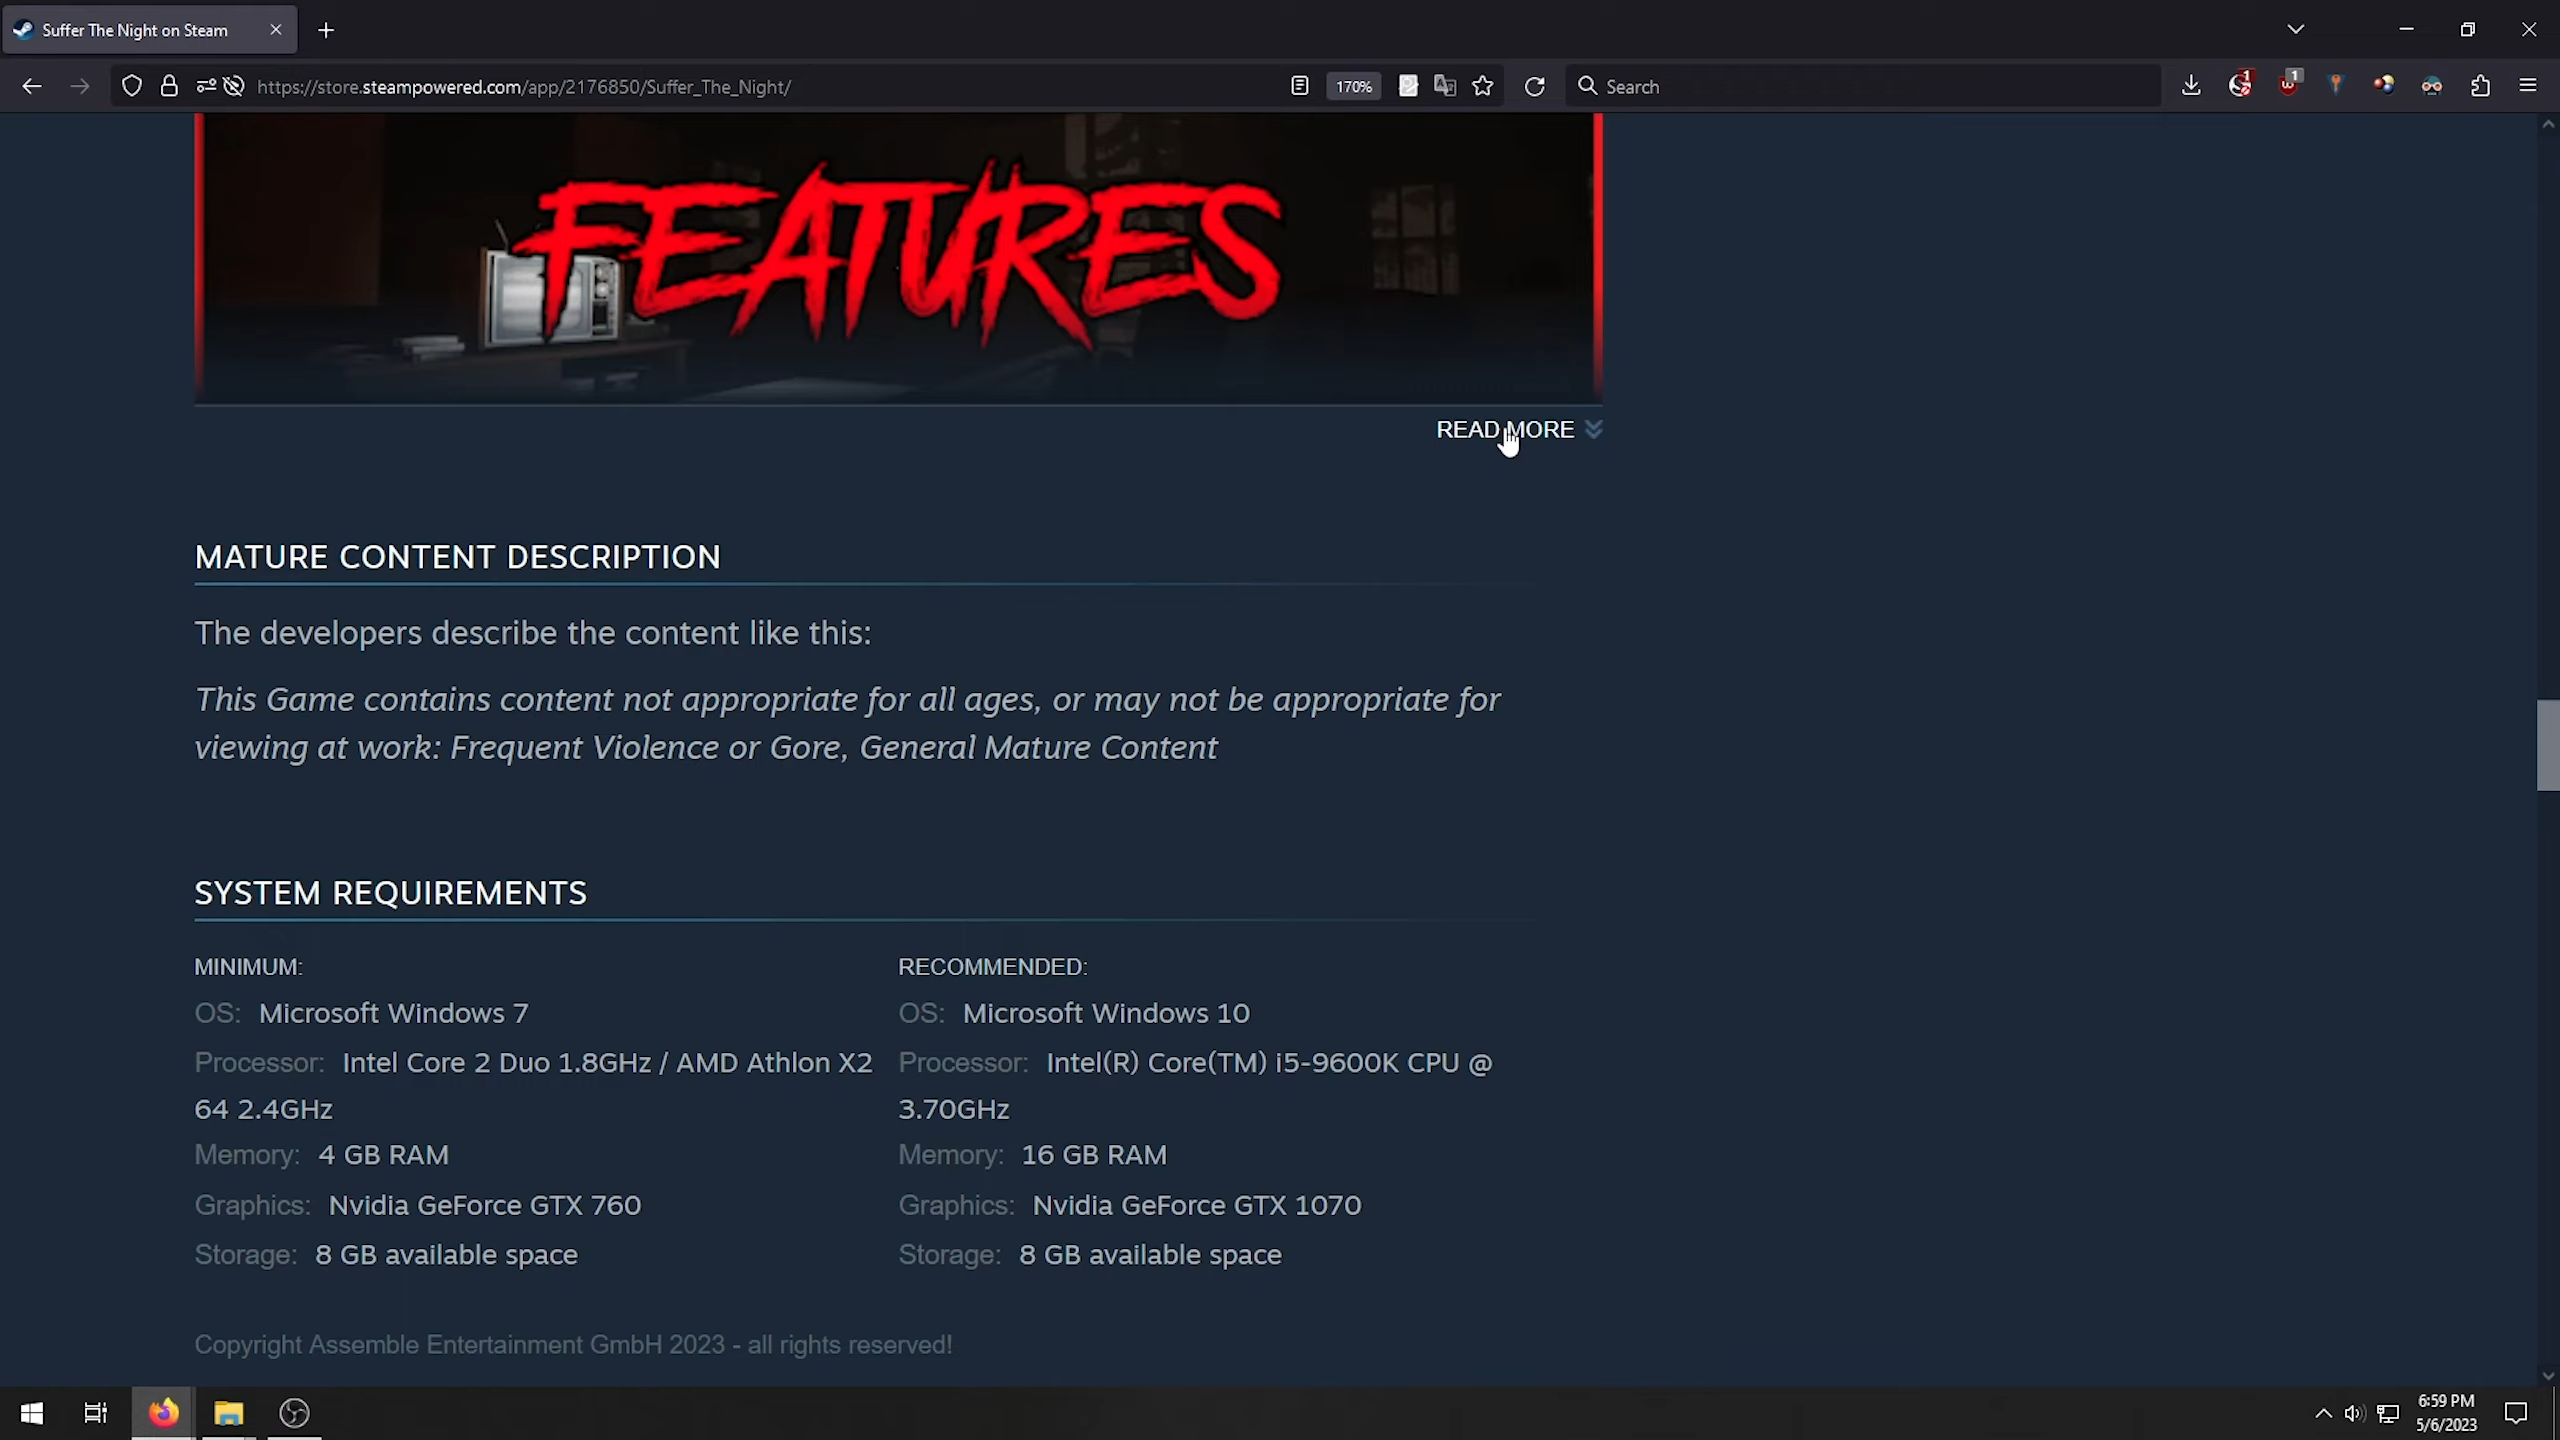 Suffer The Night on Steam
https://store.steampowered.com/app/2176850/Suffer_The_Night/
170%
Search
1
1
FEATURES
READ MORE
MATURE CONTENT DESCRIPTION
The developers describe the content like this:
This Game contains content not appropriate for all ages, or may not be appropriate for
viewing at work: Frequent Violence or Gore, General Mature Content
SYSTEM REQUIREMENTS
MINIMUM:
OS: Microsoft Windows 7
Processor: Intel Core 2 Duo 1.8GHz / AMD Athlon X2
64 2.4GHz
Memory: 4 GB RAM
Graphics: Nvidia GeForce GTX 760
Storage: 8 GB available space
RECOMMENDED:
OS: Microsoft Windows 10
Processor: Intel(R) Core(TM) i5-9600K CPU @
3.70GHz
Memory: 16 GB RAM
Graphics: Nvidia GeForce GTX 1070
Storage: 8 GB available space
Copyright Assemble Entertainment GmbH 2023 - all rights reserved!
6:59 PM
5/6/2023